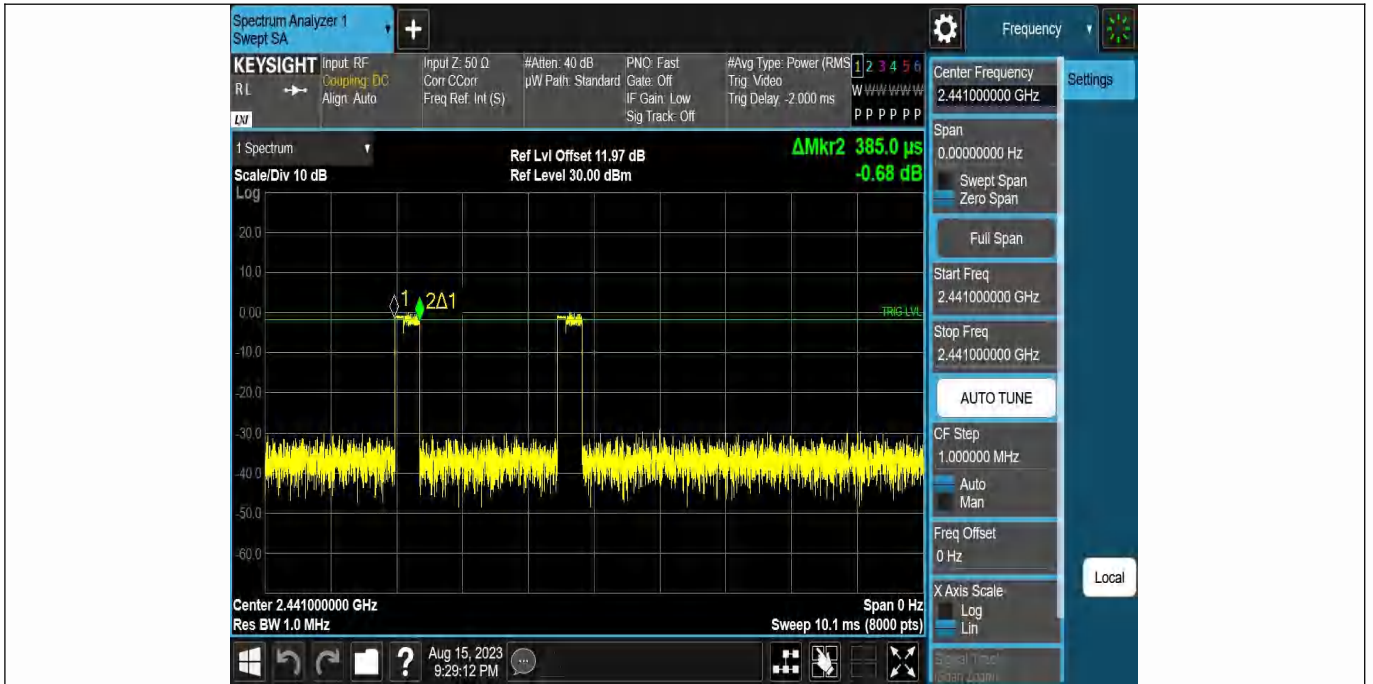 Spectrum Analyzer 1
Swept SA
+
Frequency
KEYSIGHT
RL
LXI
Input: RF
Coupling: DC
Align: Auto
Input Z: 50 Ω
Corr CCorr
Freq Ref: Int (S)
#Atten: 40 dB
µW Path: Standard
PNO: Fast
Gate: Off
IF Gain: Low
Sig Track: Off
#Avg Type: Power (RMS
Trig: Video
Trig Delay: -2.000 ms
1 2 3 4 5 6
W W W W W W
P P P P P P
1 Spectrum
Scale/Div 10 dB
Log
Ref Lvl Offset 11.97 dB
Ref Level 30.00 dBm
ΔMkr2 385.0 µs
-0.68 dB
20.0
10.0
0.00
-10.0
-20.0
-30.0
-40.0
-50.0
-60.0
1
2Δ1
TRIG LVL
Center 2.441000000 GHz
Res BW 1.0 MHz
Span 0 Hz
Sweep 10.1 ms (8000 pts)
?
Aug 15, 2023
9:29:12 PM
Center Frequency
2.441000000 GHz
Settings
Span
0.00000000 Hz
Swept Span
Zero Span
Full Span
Start Freq
2.441000000 GHz
Stop Freq
2.441000000 GHz
AUTO TUNE
CF Step
1.000000 MHz
Auto
Man
Freq Offset
0 Hz
X Axis Scale
Log
Lin
Local
Signal Track
(Span Zoom)